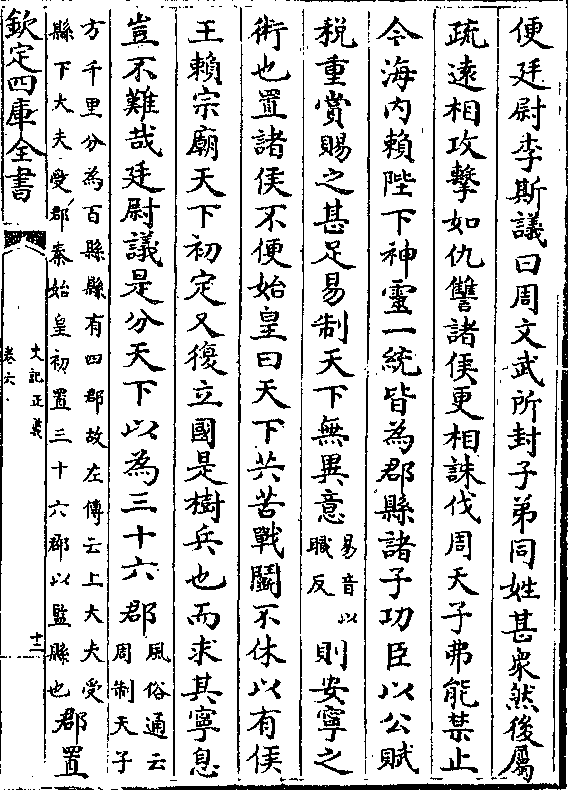 便廷尉李斯議曰周文武所封子弟同姓甚衆然後屬
疏遠相攻擊如仇讐諸侯更相誅伐周天子弗能禁止
今海内賴陛下神靈一統皆為郡縣諸子功臣以公賦
稅重賞賜之甚足易制天下無異意易音以
職反則安寧之
術也置諸侯不便始皇曰天下共苦戰鬭不休以有侯
王賴宗廟天下初定又復立國是樹兵也而求其寧息
豈不難哉廷尉議是分天下以為三十六郡風俗通云
周制天子
方千里分為百縣縣有四郡故左傳云上大夫受
縣下大夫受郡秦始皇初置三十六郡以監縣也郡置
欽定四庫全書
史記正義
卷六
十二